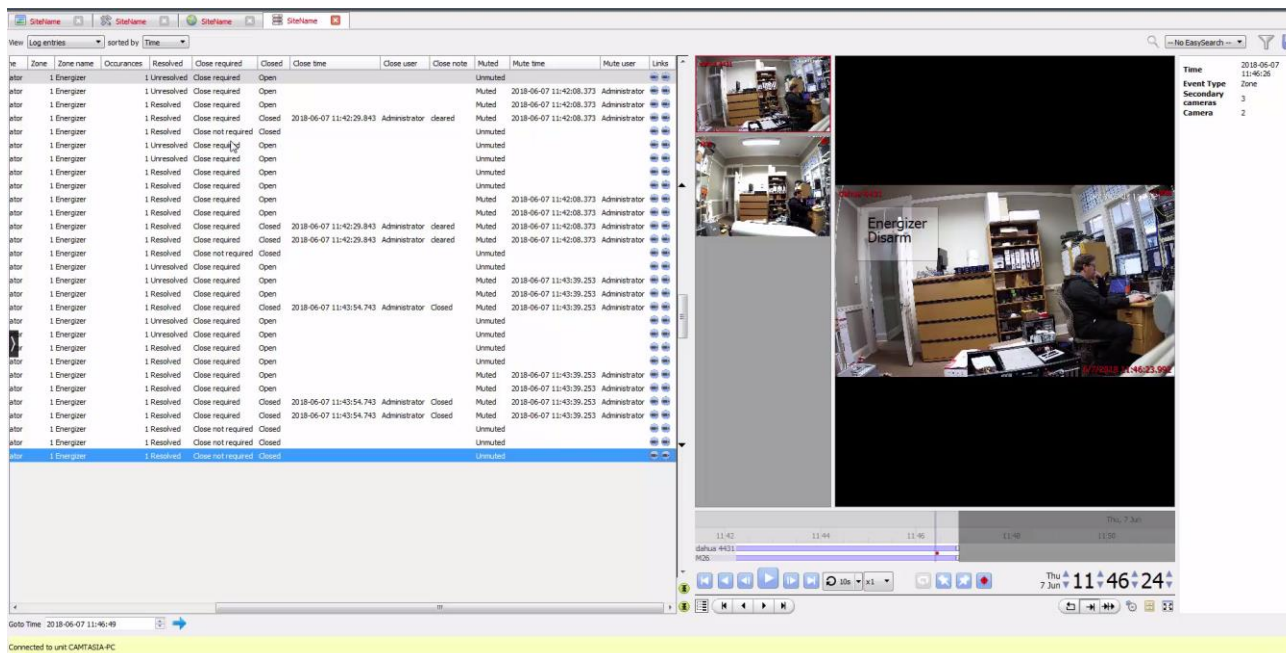 SiteName SiteName SiteName SiteName
View Log entries sorted by Time -- No EasySearch --
Zone Zone name Occurances Resolved Close required Closed Close time Close user Close note Muted Mute time Mute user Links
ator 1 Energizer 1 Unresolved Close required Open Unmuted
ator 1 Energizer 1 Unresolved Close required Open Muted 2018-06-07 11:42:08.373 Administrator
ator 1 Energizer 1 Resolved Close required Open Muted 2018-06-07 11:42:08.373 Administrator
ator 1 Energizer 1 Resolved Close required Closed 2018-06-07 11:42:29.843 Administrator cleared Muted 2018-06-07 11:42:08.373 Administrator
ator 1 Energizer 1 Resolved Close not required Closed Unmuted
ator 1 Energizer 1 Unresolved Close required Open Unmuted
ator 1 Energizer 1 Unresolved Close required Open Unmuted
ator 1 Energizer 1 Resolved Close required Open Unmuted
ator 1 Energizer 1 Resolved Close required Open Unmuted
ator 1 Energizer 1 Resolved Close required Open Muted 2018-06-07 11:42:08.373 Administrator
ator 1 Energizer 1 Resolved Close required Open Muted 2018-06-07 11:42:08.373 Administrator
ator 1 Energizer 1 Resolved Close required Closed 2018-06-07 11:42:29.843 Administrator cleared Muted 2018-06-07 11:42:08.373 Administrator
ator 1 Energizer 1 Resolved Close required Closed 2018-06-07 11:42:29.843 Administrator cleared Muted 2018-06-07 11:42:08.373 Administrator
ator 1 Energizer 1 Resolved Close not required Closed Unmuted
ator 1 Energizer 1 Unresolved Close required Open Unmuted
ator 1 Energizer 1 Unresolved Close required Open Muted 2018-06-07 11:43:39.253 Administrator
ator 1 Energizer 1 Resolved Close required Open Muted 2018-06-07 11:43:39.253 Administrator
ator 1 Energizer 1 Resolved Close required Closed 2018-06-07 11:43:54.743 Administrator Closed Muted 2018-06-07 11:43:39.253 Administrator
ator 1 Energizer 1 Unresolved Close required Open Unmuted
ator 1 Energizer 1 Unresolved Close required Open Unmuted
r 1 Energizer 1 Resolved Close required Open Unmuted
ator 1 Energizer 1 Resolved Close required Open Unmuted
ator 1 Energizer 1 Resolved Close required Open Muted 2018-06-07 11:43:39.253 Administrator
ator 1 Energizer 1 Resolved Close required Open Muted 2018-06-07 11:43:39.253 Administrator
ator 1 Energizer 1 Resolved Close required Closed 2018-06-07 11:43:54.743 Administrator Closed Muted 2018-06-07 11:43:39.253 Administrator
ator 1 Energizer 1 Resolved Close required Closed 2018-06-07 11:43:54.743 Administrator Closed Muted 2018-06-07 11:43:39.253 Administrator
ator 1 Energizer 1 Resolved Close not required Closed Unmuted
ator 1 Energizer 1 Resolved Close not required Closed Unmuted
ator 1 Energizer 1 Resolved Close not required Closed Unmuted
Goto Time 2018-06-07 11:46:49
Connected to unit CAMTASIA-PC
dahua 4431
Energizer
Disarm
6/7/2018 11:46:23.992
Thu, 7 Jun
11:42 11:44 11:46 11:48 11:50
dahua 4431
M26
10s x1
Thu
7 Jun 11 46 24
Time 2018-06-07
11:46:26
Event Type Zone
Secondary
cameras 3
Camera 2